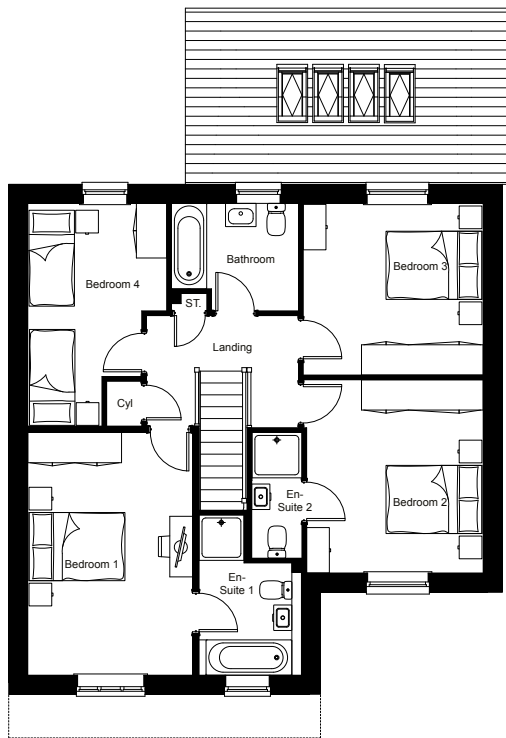 Bathroom
Bedroom 3
Bedroom 4
ST.
Landing
Cyl
En-
Suite 2
Bedroom 2
Bedroom 1
En-
Suite 1